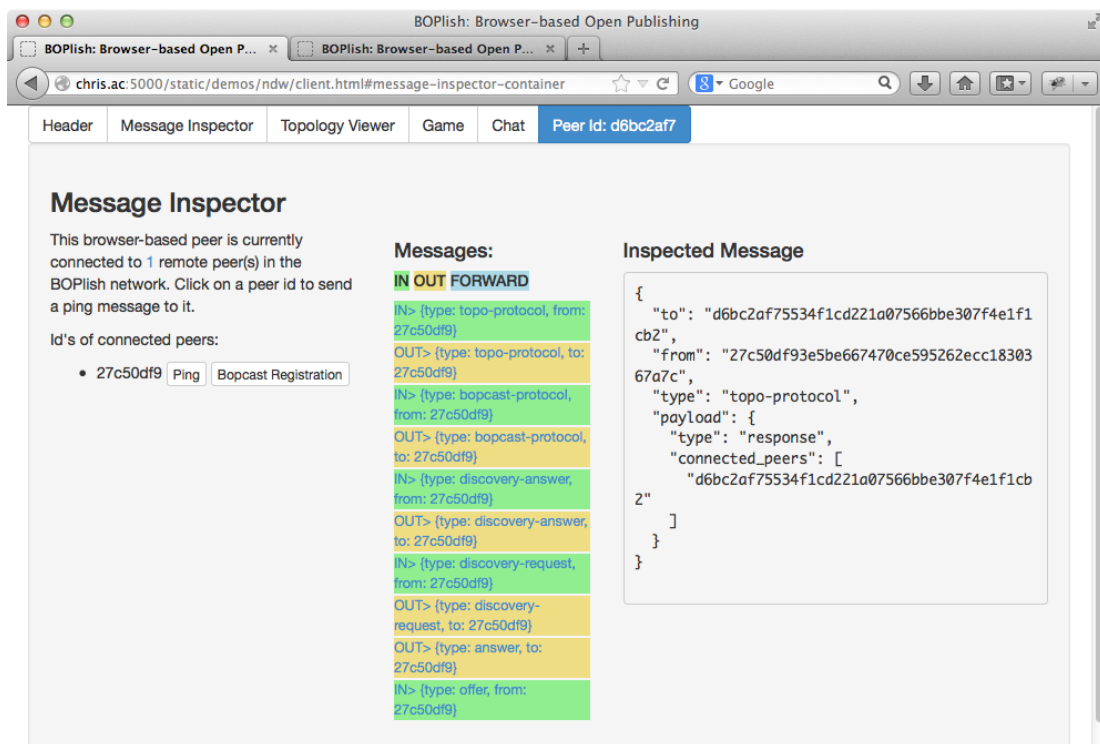 BOPlish: Browser-based Open Publishing
BOPlish: Browser-based Open P...
BOPlish: Browser-based Open P...
chris.ac:5000/static/demos/ndw/client.html#message-inspector-container
Google
Header
Message Inspector
Topology Viewer
Game
Chat
Peer Id: d6bc2af7
Message Inspector
This browser-based peer is currently
connected to 1 remote peer(s) in the
BOPlish network. Click on a peer id to send
a ping message to it.
Id's of connected peers:
• 27c50df9 Ping Bopcast Registration
Messages:
IN OUT FORWARD
IN> {type: topo-protocol, from:
27c50df9}
OUT> {type: topo-protocol, to:
27c50df9}
IN> {type: bopcast-protocol,
from: 27c50df9}
OUT> {type: bopcast-protocol,
to: 27c50df9}
IN> {type: discovery-answer,
from: 27c50df9}
OUT> {type: discovery-answer,
to: 27c50df9}
IN> {type: discovery-request,
from: 27c50df9}
OUT> {type: discovery-
request, to: 27c50df9}
OUT> {type: answer, to:
27c50df9}
IN> {type: offer, from:
27c50df9}
Inspected Message
{
"to": "d6bc2af75534f1cd221a07566bbe307f4e1f1
cb2",
"from": "27c50df93e5be667470ce595262ecc18303
67a7c",
"type": "topo-protocol",
"payload": {
"type": "response",
"connected_peers": [
"d6bc2af75534f1cd221a07566bbe307f4e1f1cb
2"
]
}
}